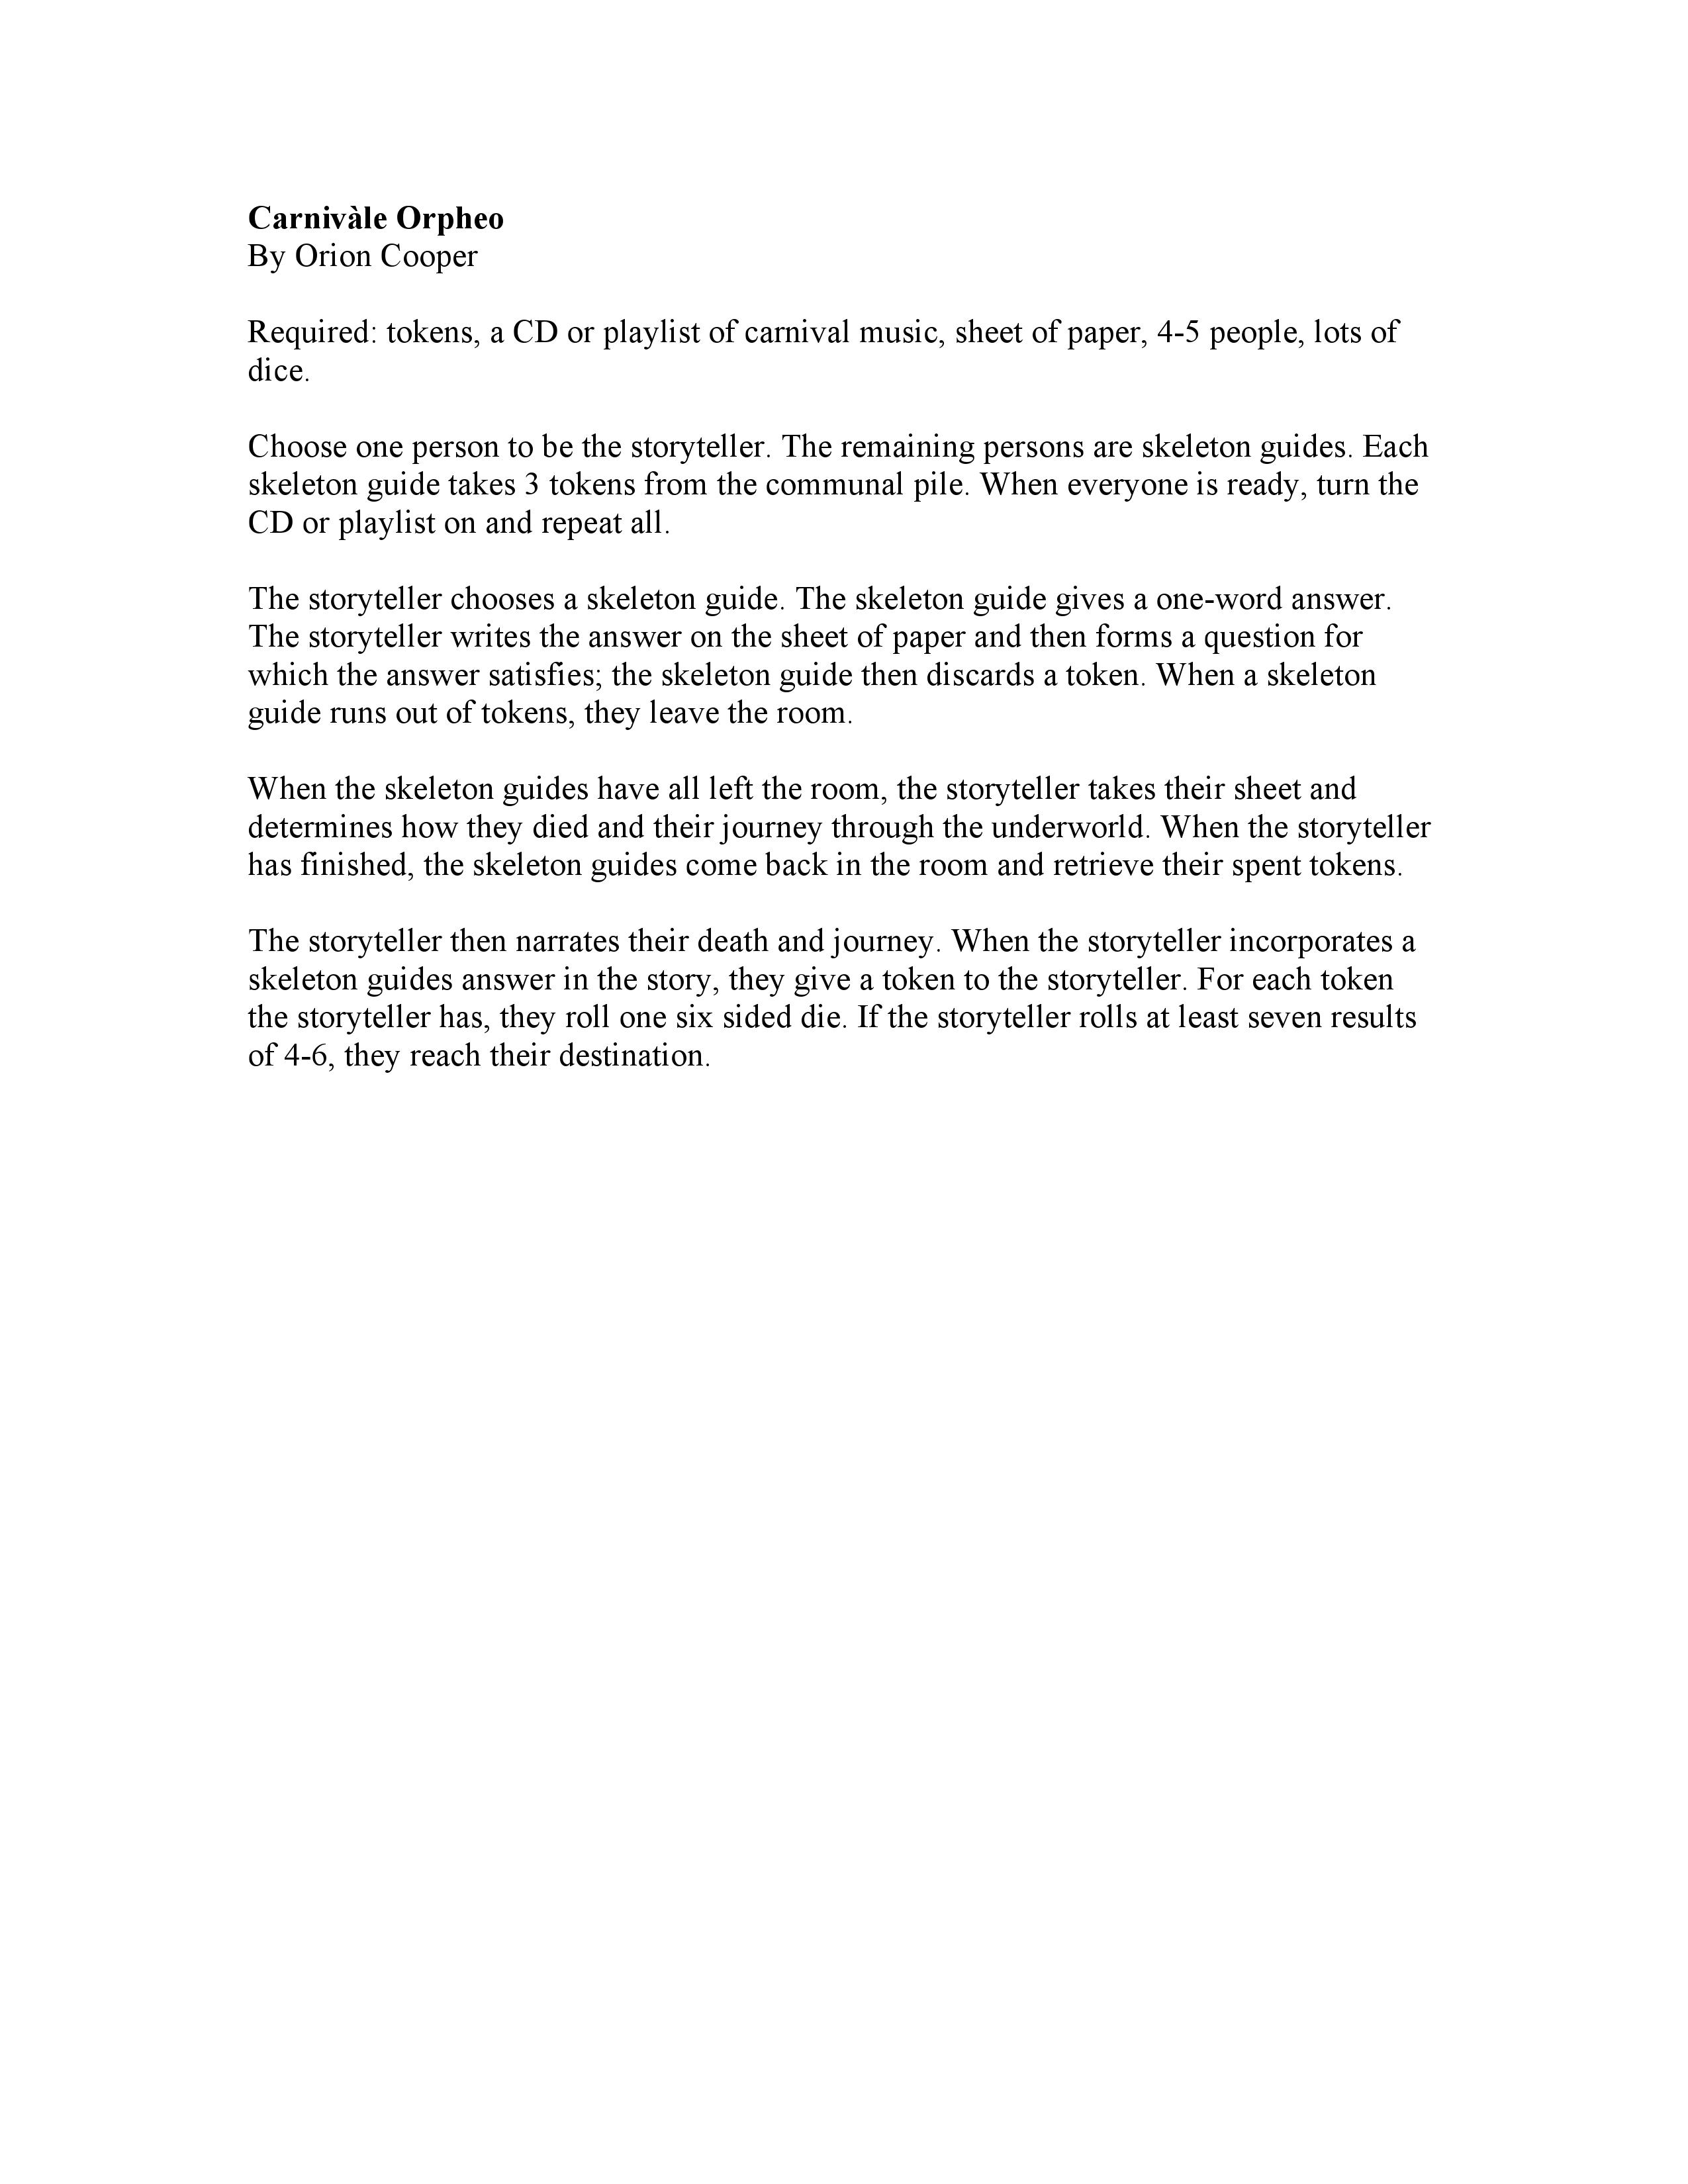 Carnivàle Orpheo
By Orion Cooper
Required: tokens, a CD or playlist of carnival music, sheet of paper, 4-5 people, lots of
dice.
Choose one person to be the storyteller. The remaining persons are skeleton guides. Each
skeleton guide takes 3 tokens from the communal pile. When everyone is ready, turn the
CD or playlist on and repeat all.
The storyteller chooses a skeleton guide. The skeleton guide gives a one-word answer.
The storyteller writes the answer on the sheet of paper and then forms a question for
which the answer satisfies; the skeleton guide then discards a token. When a skeleton
guide runs out of tokens, they leave the room.
When the skeleton guides have all left the room, the storyteller takes their sheet and
determines how they died and their journey through the underworld. When the storyteller
has finished, the skeleton guides come back in the room and retrieve their spent tokens.
The storyteller then narrates their death and journey. When the storyteller incorporates a
skeleton guides answer in the story, they give a token to the storyteller. For each token
the storyteller has, they roll one six sided die. If the storyteller rolls at least seven results
of 4-6, they reach their destination.